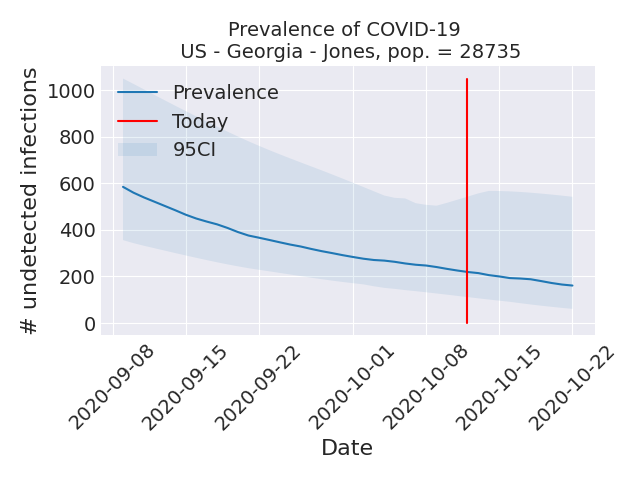 Prevalence of COVID-19
US - Georgia - Jones, pop. = 28735
# undetected infections
1000
800
600
400
200
0
Prevalence
Today
95CI
2020-09-08
2020-09-15
2020-09-22
2020-10-01
2020-10-08
2020-10-15
2020-10-22
Date